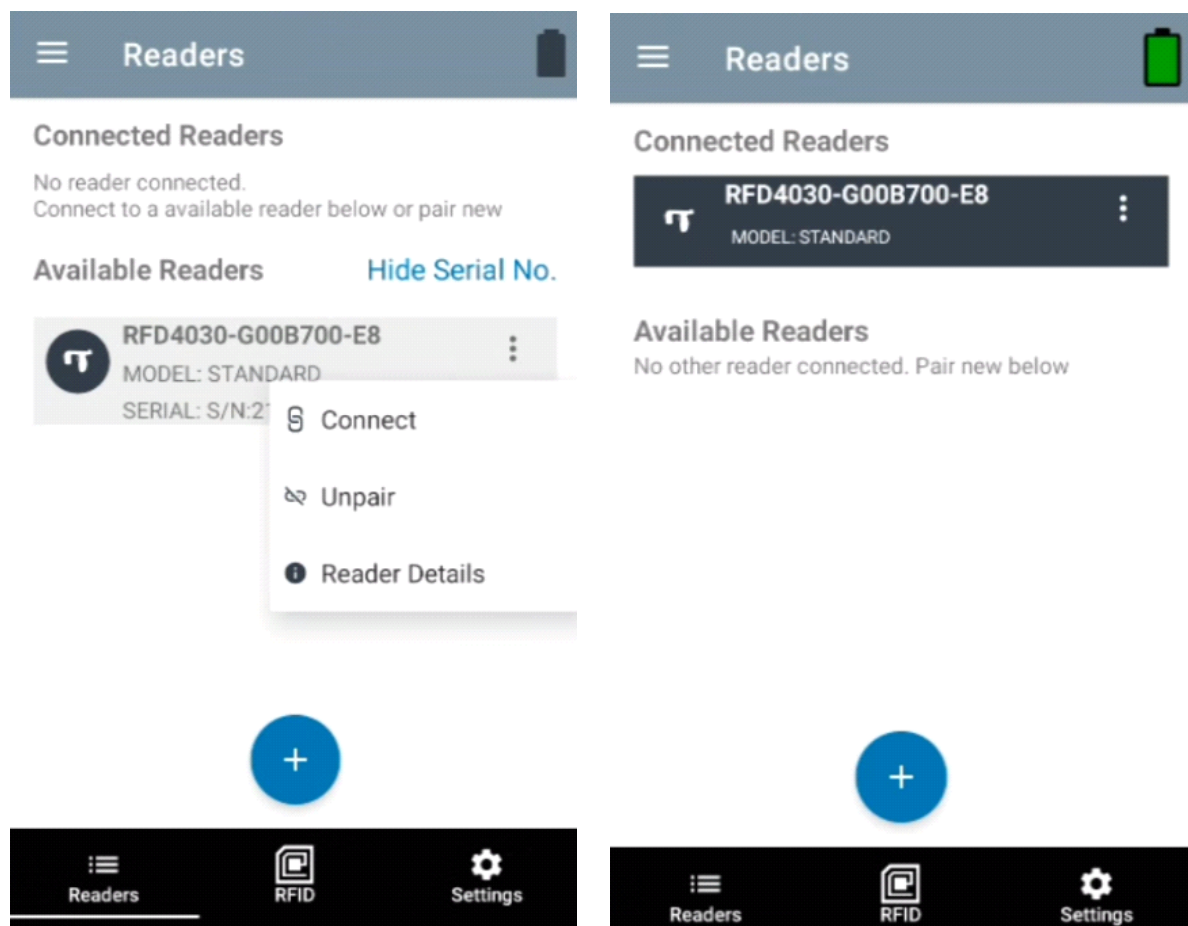 Readers
Connected Readers
No reader connected.
Connect to a available reader below or pair new
Available Readers
Hide Serial No.
RFD4030-G00B700-E8
MODEL: STANDARD
SERIAL: S/N:2
Connect
Unpair
Reader Details
+
Readers
RFID
Settings
Readers
Connected Readers
RFD4030-G00B700-E8
MODEL: STANDARD
Available Readers
No other reader connected. Pair new below
+
Readers
RFID
Settings